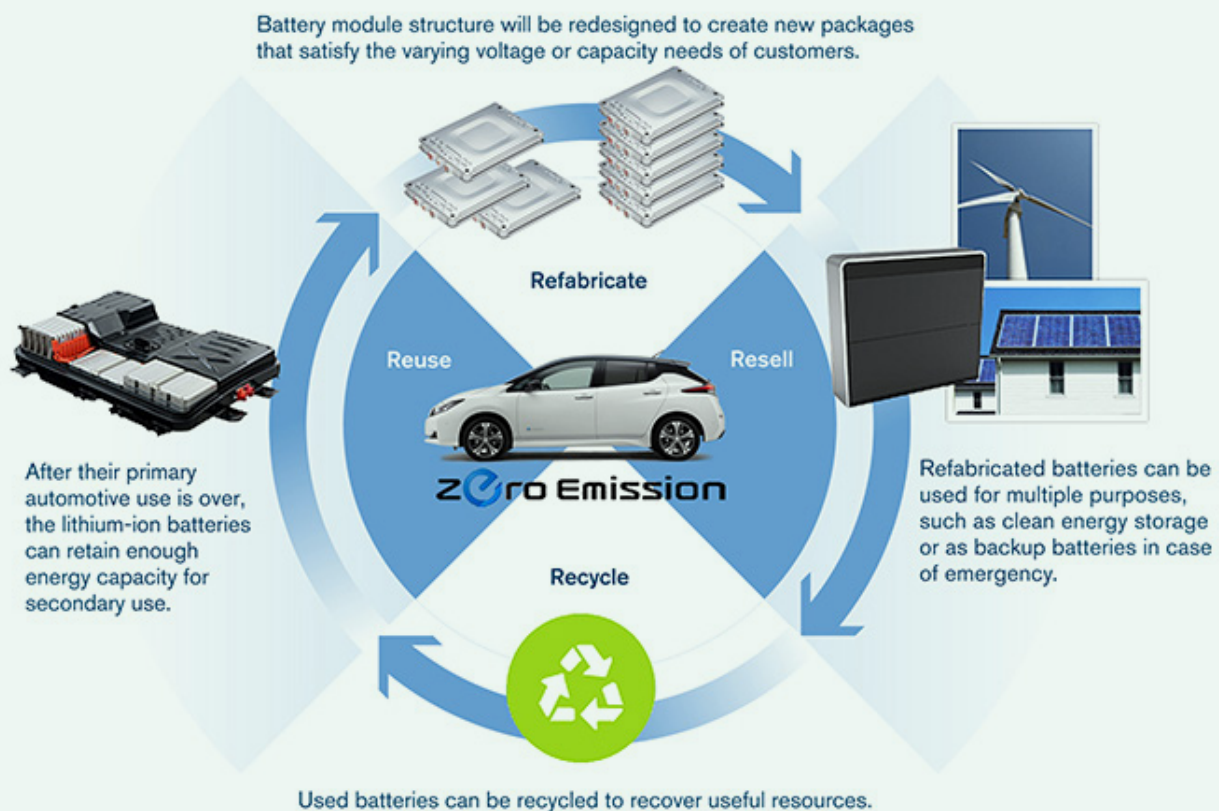 Battery module structure will be redesigned to create new packages
that satisfy the varying voltage or capacity needs of customers.
Refabricate
Reuse
Resell
zero Emission
After their primary
automotive use is over,
the lithium-ion batteries
can retain enough
energy capacity for
secondary use.
Refabricated batteries can be
used for multiple purposes,
such as clean energy storage
or as backup batteries in case
of emergency.
Recycle
Used batteries can be recycled to recover useful resources.